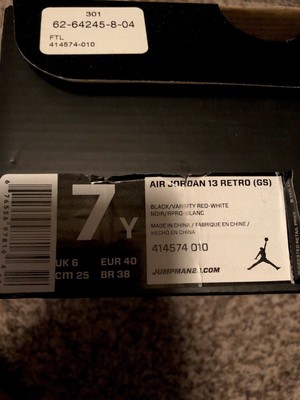 301
62-64245-8-04
FTL
414574-010
7Y
UK 6 EUR 40
CM 25 BR 38
AIR JORDAN 13 RETRO (GS)
BLACK/VARSITY RED-WHITE
NOIR/RPRO-BLANC
MADE IN CHINA / FABRIQUE EN CHINE /
HECHO EN CHINA
414574 010
JUMPMAN23.COM